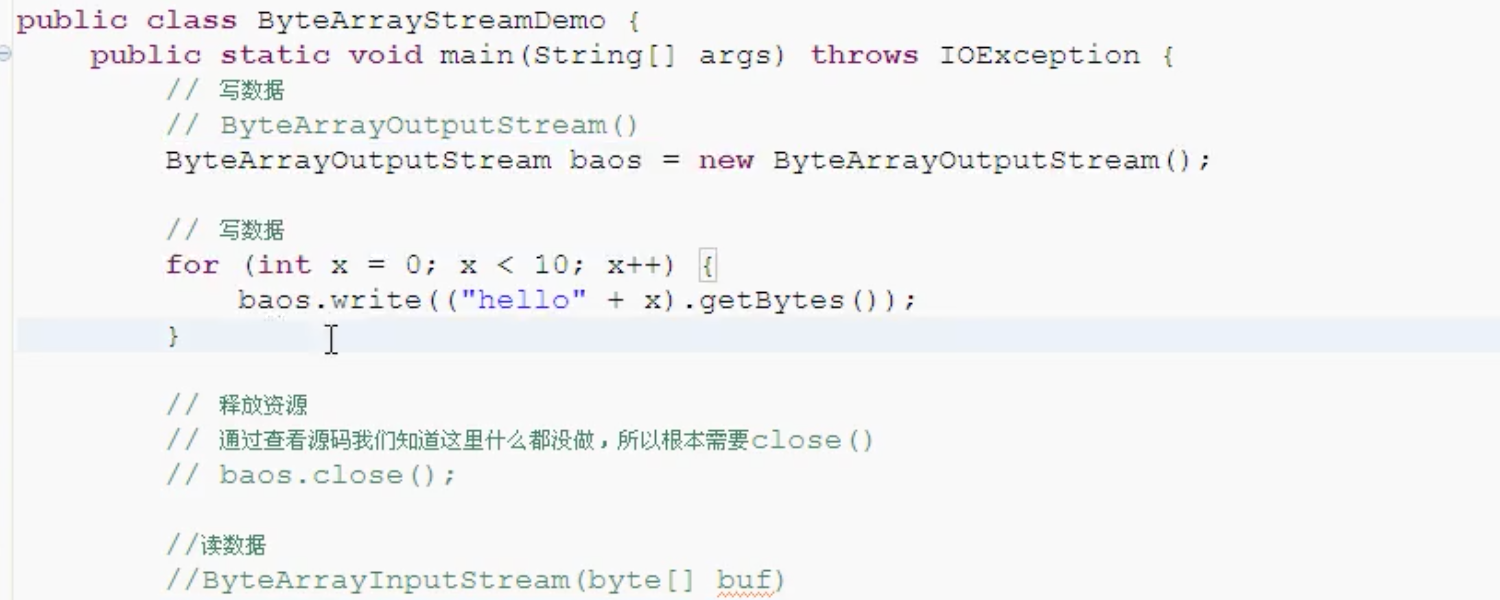 public class ByteArrayStreamDemo {
public static void main(String[] args) throws IOException {
// 写数据
// ByteArrayOutputStream()
ByteArrayOutputStream baos = new ByteArrayOutputStream();
// 写数据
for (int x = 0; x < 10; x++) {
baos.write(("hello" + x).getBytes());
}
// 释放资源
// 通过查看源码我们知道这里什么都没做，所以根本需要close()
// baos.close();
//读数据
//ByteArrayInputStream(byte[] buf)